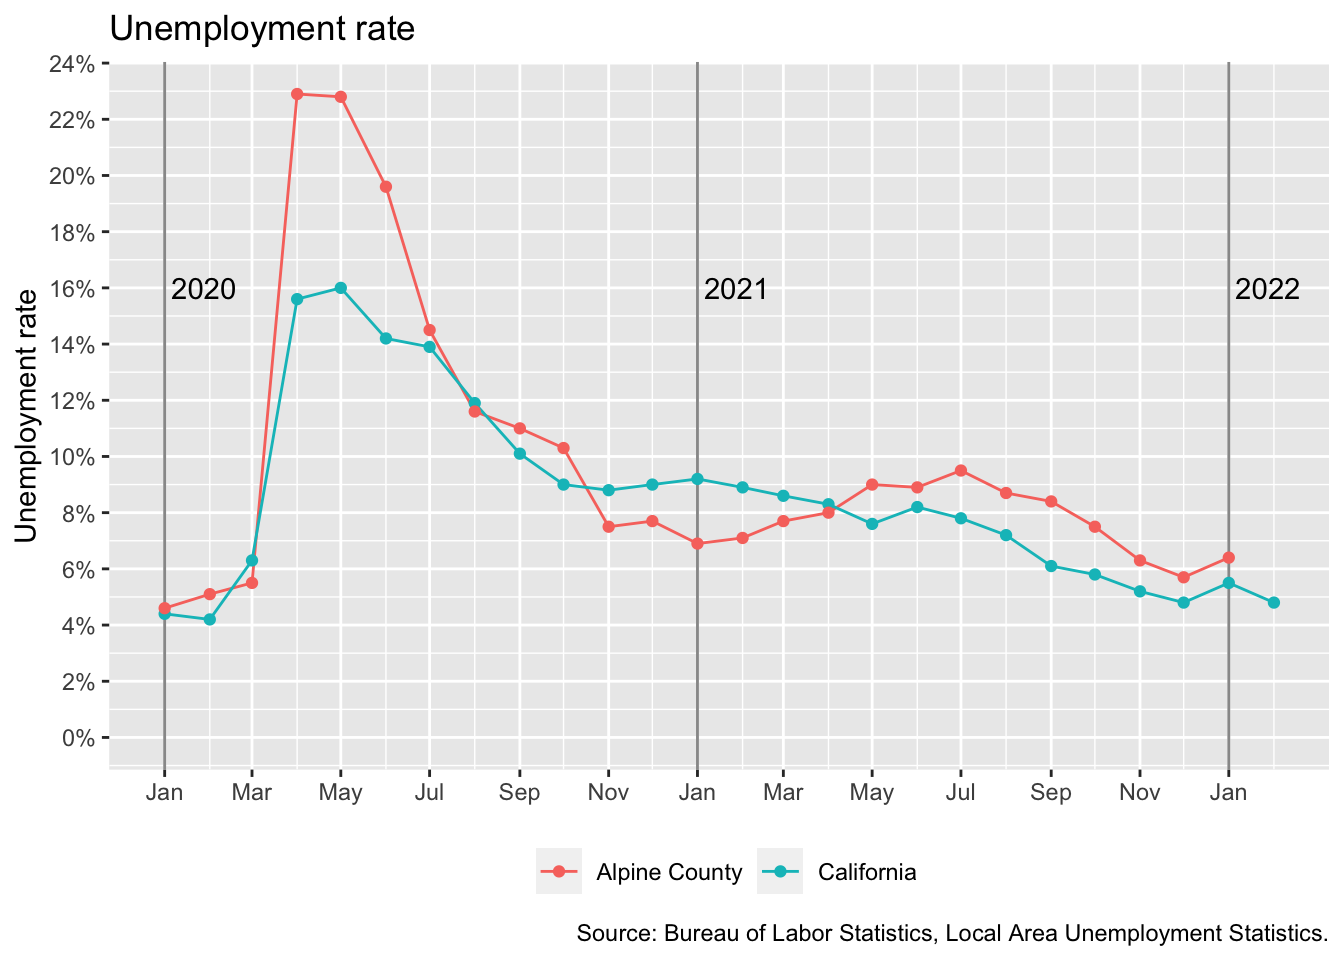 Unemployment rate
24%
22%
20%
18%
16%
14%
12%
10%
8%
6%
4%
2%
0%
Unemployment rate
2020 2021 2022
Jan Mar May Jul Sep Nov Jan Mar May Jul Sep Nov Jan
Alpine County California
Source: Bureau of Labor Statistics, Local Area Unemployment Statistics.